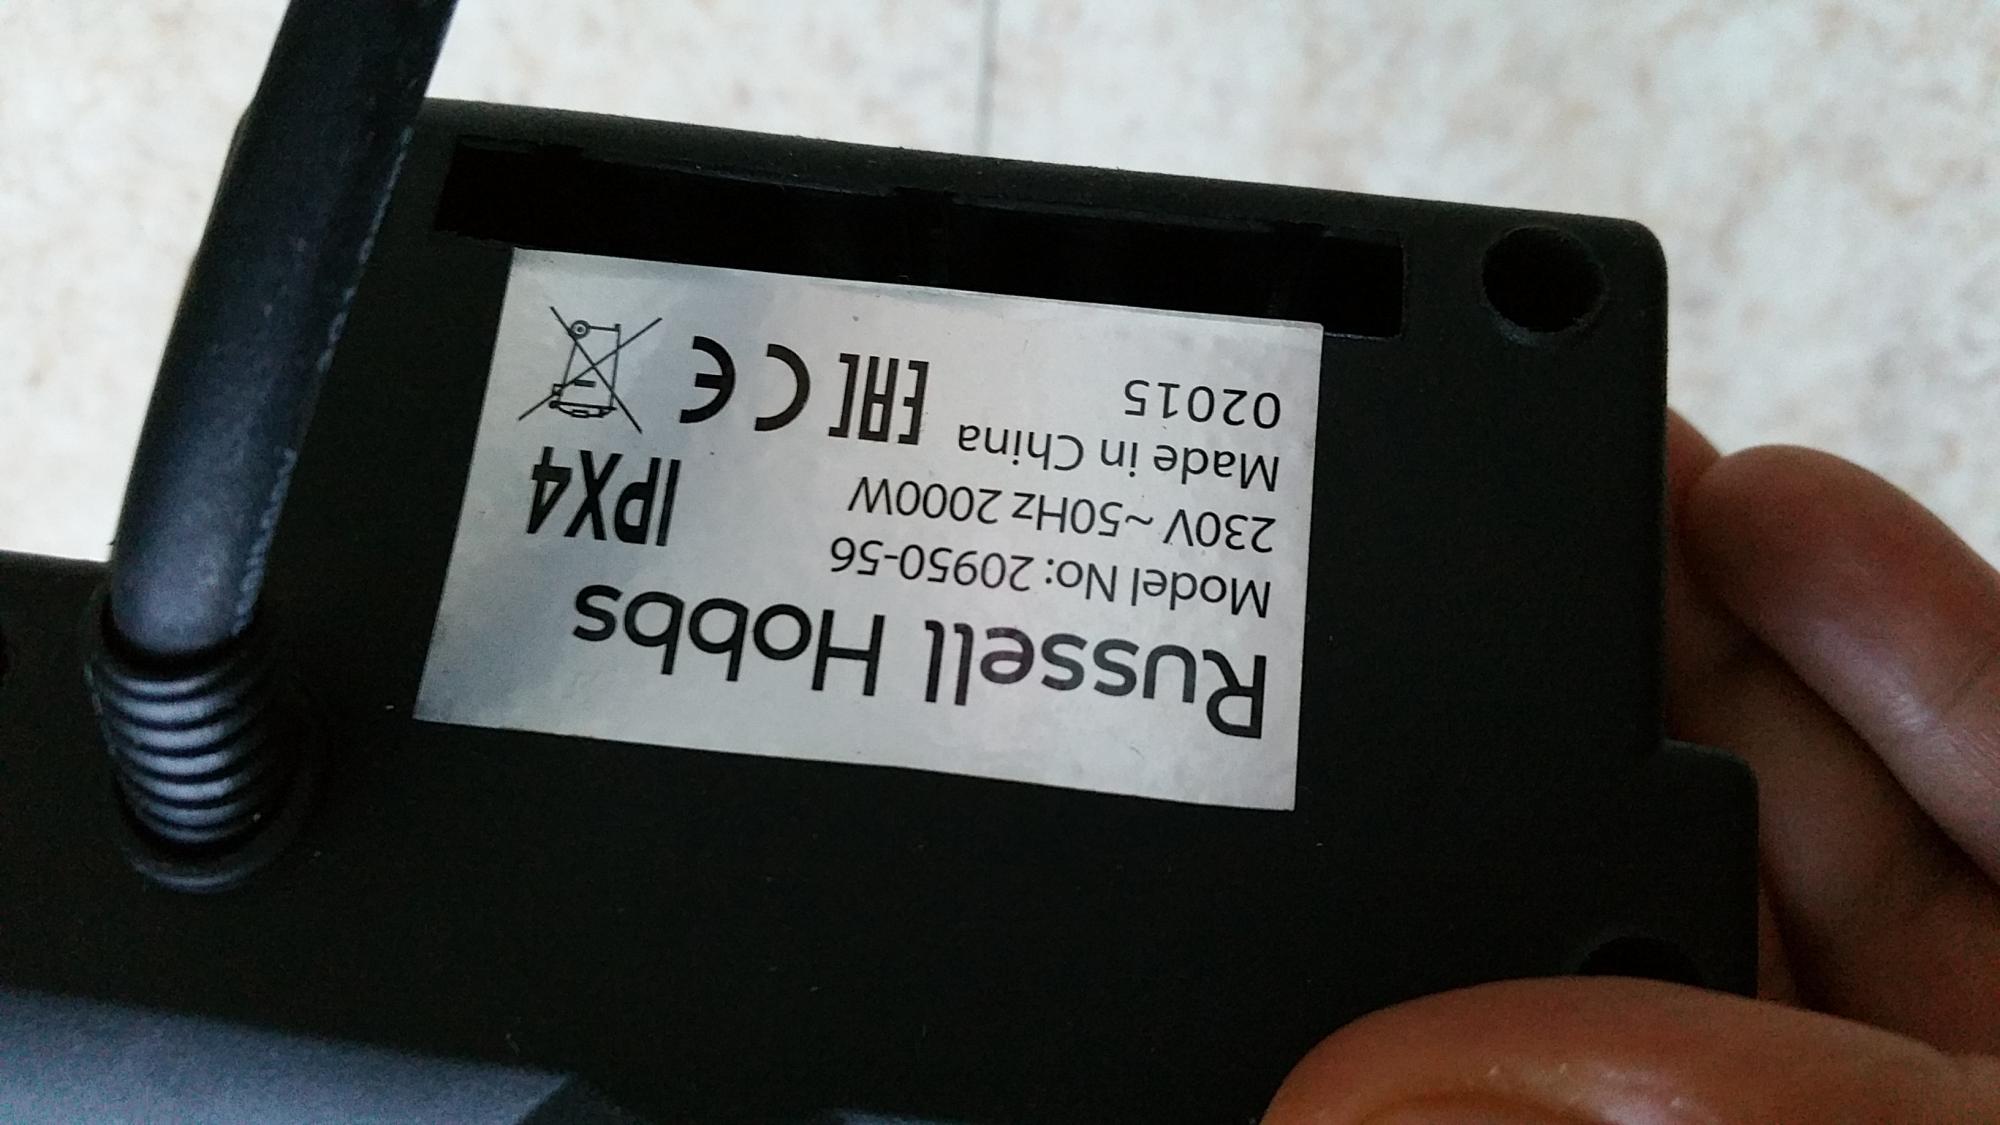 Russell Hobbs
Model No: 20950-56
230V ~50Hz 2000W
IPX4
Made in China
02015
EAC CE